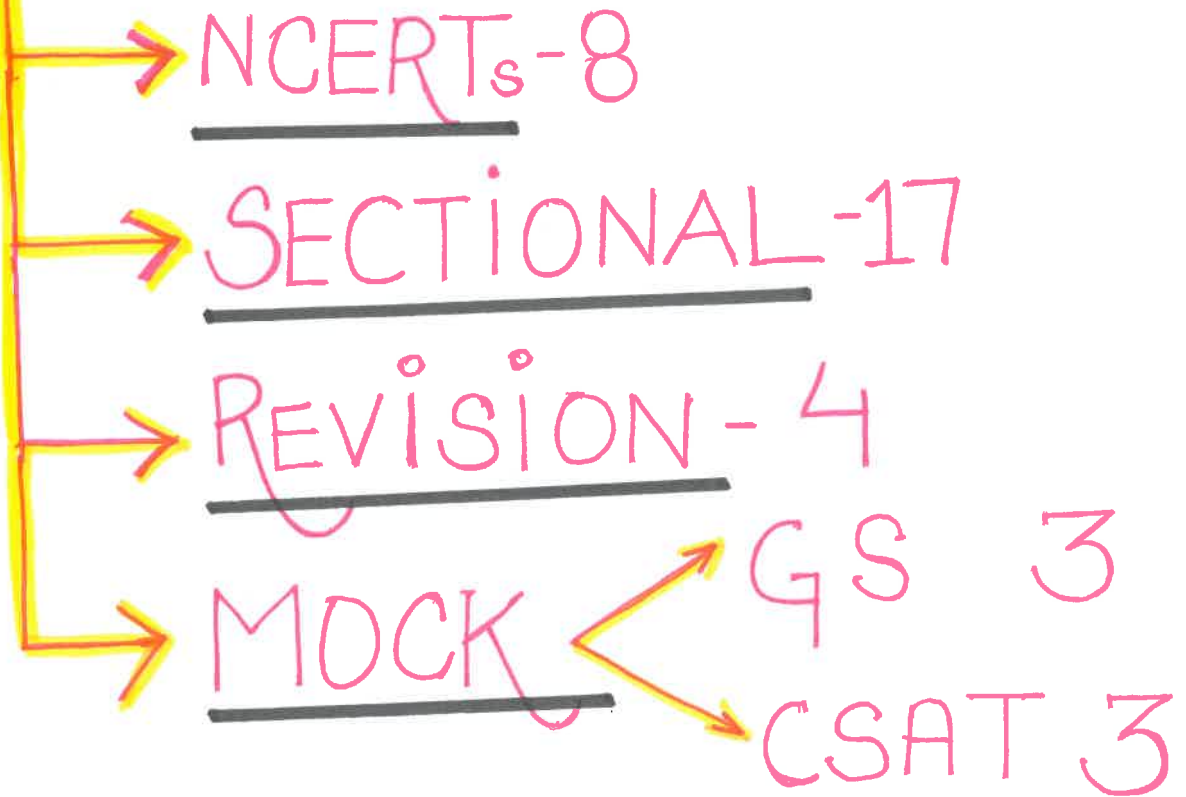 NCERTs-8
SECTiONAL-17
REViSiON-4
GS 3
MOCK
CSAT 3